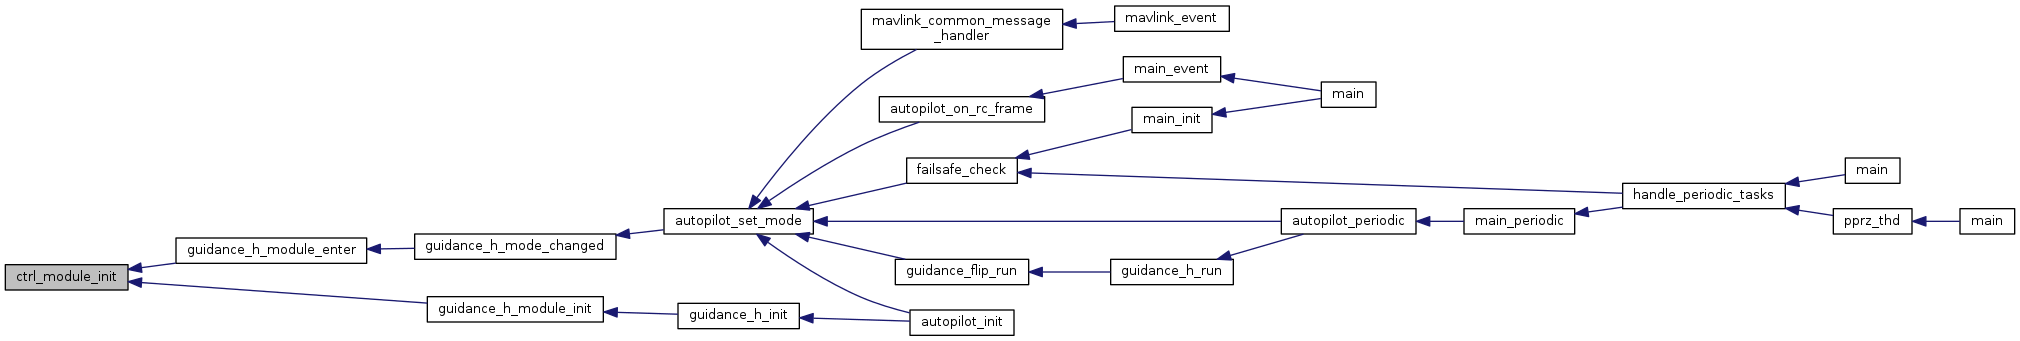 ctrl_module_init
guidance_h_module_enter
guidance_h_mode_changed
guidance_h_module_init
guidance_h_init
autopilot_set_mode
mavlink_common_message
_handler
mavlink_event
autopilot_on_rc_frame
main_event
main
main_init
failsafe_check
autopilot_periodic
main_periodic
handle_periodic_tasks
main
pprz_thd
main
guidance_flip_run
guidance_h_run
autopilot_init